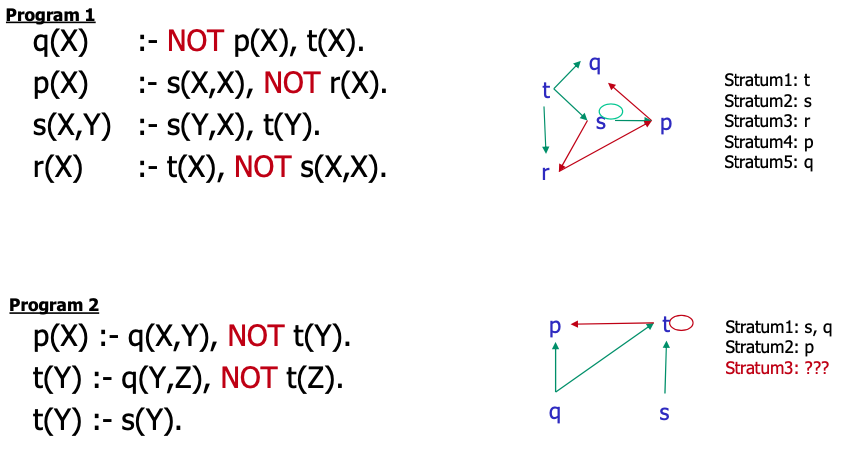 Program 1
q(X) :- NOT p(X), t(X).
p(X) :- s(X,X), NOT r(X).
s(X,Y) :- s(Y,X), t(Y).
r(X) :- t(X), NOT s(X,X).
q
t
s
p
r
Stratum1: t
Stratum2: s
Stratum3: r
Stratum4: p
Stratum5: q
Program 2
p(X) :- q(X,Y), NOT t(Y).
t(Y) :- q(Y,Z), NOT t(Z).
t(Y) :- s(Y).
p
t
q
s
Stratum1: s, q
Stratum2: p
Stratum3: ???